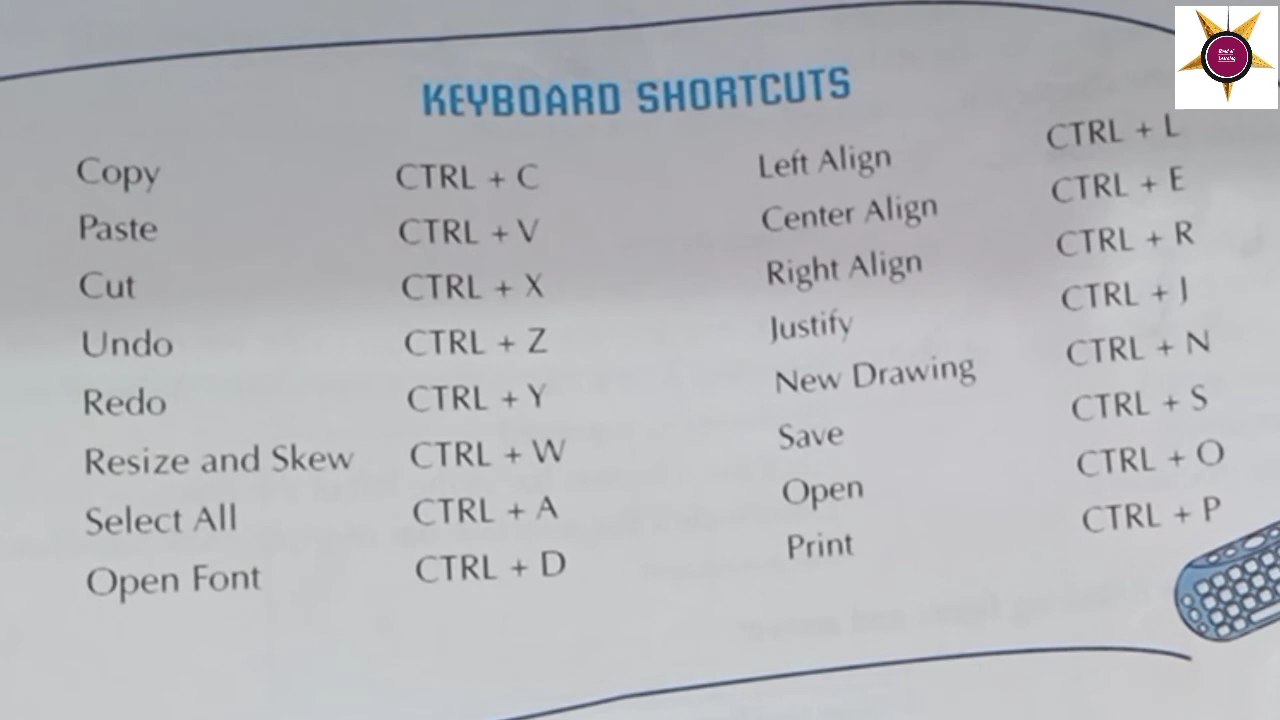 KEYBOARD SHORTCUTS
Copy CTRL + C
Paste CTRL + V
Cut CTRL + X
Undo CTRL + Z
Redo CTRL + Y
Resize and Skew CTRL + W
Select All CTRL + A
Open Font CTRL + D
Left Align CTRL + L
Center Align CTRL + E
Right Align CTRL + R
Justify CTRL + J
New Drawing CTRL + N
Save CTRL + S
Open CTRL + O
Print CTRL + P